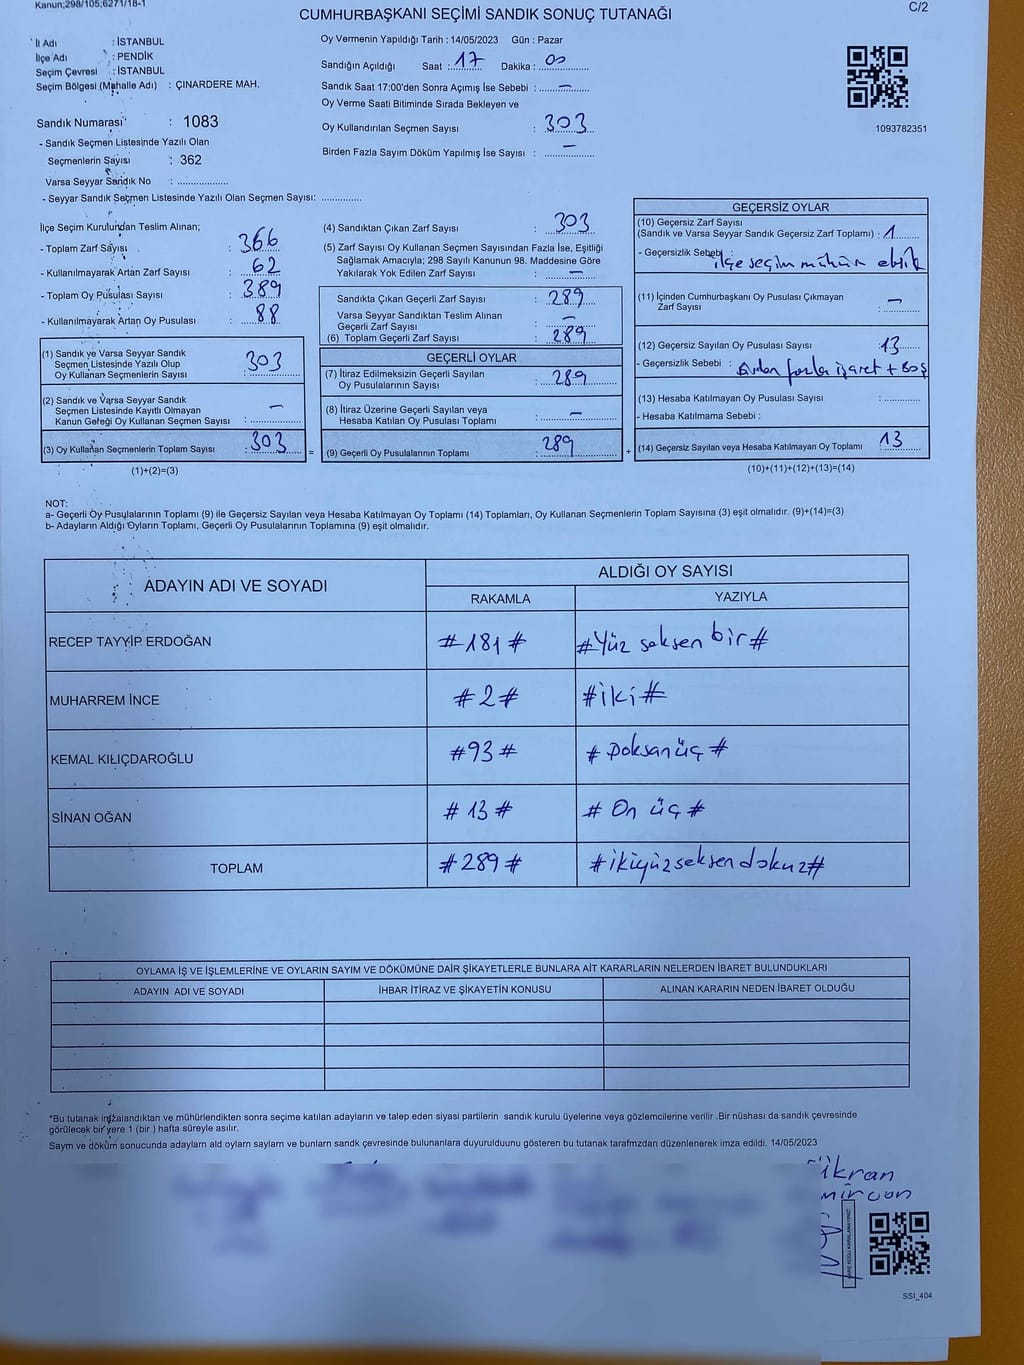 Kanun;298/105;6271/18-1
C/2
CUMHURBAŞKANI SEÇİMİ SANDIK SONUÇ TUTANAĞI
İl Adı : İSTANBUL
İlçe Adı : PENDİK
Seçim Çevresi : İSTANBUL
Seçim Bölgesi (Mahalle Adı) : ÇINARDERE MAH.
Sandık Numarası : 1083
- Sandık Seçmen Listesinde Yazılı Olan
Seçmenlerin Sayısı : 362
Varsa Seyyar Sandık No : ..................
- Seyyar Sandık Seçmen Listesinde Yazılı Olan Seçmen Sayısı: ..............
Oy Vermenin Yapıldığı Tarih : 14/05/2023 Gün : Pazar
Sandığın Açıldığı Saat : 17 Dakika : 00
Sandık Saat 17:00'den Sonra Açımış İse Sebebi : —
Oy Verme Saati Bitiminde Sırada Bekleyen ve
Oy Kullandırılan Seçmen Sayısı : 303
Birden Fazla Sayım Döküm Yapılmış İse Sayısı : —
1093782351
İlçe Seçim Kurulundan Teslim Alınan;
- Toplam Zarf Sayısı : 366
- Kullanılmayarak Artan Zarf Sayısı : 62
- Toplam Oy Pusulası Sayısı : 389
- Kullanılmayarak Artan Oy Pusulası : 88
(1) Sandık ve Varsa Seyyar Sandık
Seçmen Listesinde Yazılı Olup
Oy Kullanan Seçmenlerin Sayısı 303
(2) Sandık ve Varsa Seyyar Sandık
Seçmen Listesinde Kayıtlı Olmayan
Kanun Gereği Oy Kullanan Seçmen Sayısı : —
(3) Oy Kullanan Seçmenlerin Toplam Sayısı : 303
(1)+(2)=(3)
=
(4) Sandıktan Çıkan Zarf Sayısı : 303
(5) Zarf Sayısı Oy Kullanan Seçmen Sayısından Fazla İse, Eşitliği
Sağlamak Amacıyla; 298 Sayılı Kanunun 98. Maddesine Göre
Yakılarak Yok Edilen Zarf Sayısı : —
Sandıkta Çıkan Geçerli Zarf Sayısı : 289
Varsa Seyyar Sandıktan Teslim Alınan
Geçerli Zarf Sayısı : —
(6) Toplam Geçerli Zarf Sayısı : 289
GEÇERLİ OYLAR
(7) İtiraz Edilmeksizin Geçerli Sayılan
Oy Pusulalarının Sayısı : 289
(8) İtiraz Üzerine Geçerli Sayılan veya
Hesaba Katılan Oy Pusulası Toplamı : —
(9) Geçerli Oy Pusulalarının Toplamı : 289
+
GEÇERSİZ OYLAR
(10) Geçersiz Zarf Sayısı
(Sandık ve Varsa Seyyar Sandık Geçersiz Zarf Toplamı) : 1
- Geçersizlik Sebebi : ilçe seçim mühür eksik
(11) İçinden Cumhurbaşkanı Oy Pusulası Çıkmayan
Zarf Sayısı : —
(12) Geçersiz Sayılan Oy Pusulası Sayısı : 13
- Geçersizlik Sebebi : Birden fazla işaret + Boş
(13) Hesaba Katılmayan Oy Pusulası Sayısı : ............
- Hesaba Katılmama Sebebi :
(14) Geçersiz Sayılan veya Hesaba Katılmayan Oy Toplamı : 13
(10)+(11)+(12)+(13)=(14)
NOT:
a- Geçerli Oy Pusulalarının Toplamı (9) ile Geçersiz Sayılan veya Hesaba Katılmayan Oy Toplamı (14) Toplamları, Oy Kullanan Seçmenlerin Toplam Sayısına (3) eşit olmalıdır. (9)+(14)=(3)
b- Adayların Aldığı Oyların Toplamı, Geçerli Oy Pusulalarının Toplamına (9) eşit olmalıdır.
ADAYIN ADI VE SOYADI
ALDIĞI OY SAYISI
RAKAMLA YAZIYLA
RECEP TAYYİP ERDOĞAN #181# #Yüz seksen bir#
MUHARREM İNCE #2# #iki#
KEMAL KILIÇDAROĞLU #93# #Doksanüç#
SİNAN OĞAN #13# #On üç#
TOPLAM #289# #ikiyüzseksendokuz#
OYLAMA İŞ VE İŞLEMLERİNE VE OYLARIN SAYIM VE DÖKÜMÜNE DAİR ŞİKAYETLERLE BUNLARA AİT KARARLARIN NELERDEN İBARET BULUNDUKLARI
ADAYIN ADI VE SOYADI İHBAR İTİRAZ VE ŞİKAYETİN KONUSU ALINAN KARARIN NEDEN İBARET OLDUĞU
*Bu tutanak imzalandıktan ve mühürlendikten sonra seçime katılan adayların ve talep eden siyasi partilerin sandık kurulu üyelerine veya gözlemcilerine verilir .Bir nüshası da sandık çevresinde
görülecek bir yere 1 (bir ) hafta süreyle asılır.
Saym ve döküm sonucunda adaylarn ald oylarn saylarn ve bunlarn sandk çevresinde bulunanlara duyurulduunu gösteren bu tutanak tarafmzdan düzenlenerek imza edildi. 14/05/2023
KARE KODU KARALAMAYINIZ!
SSI_404